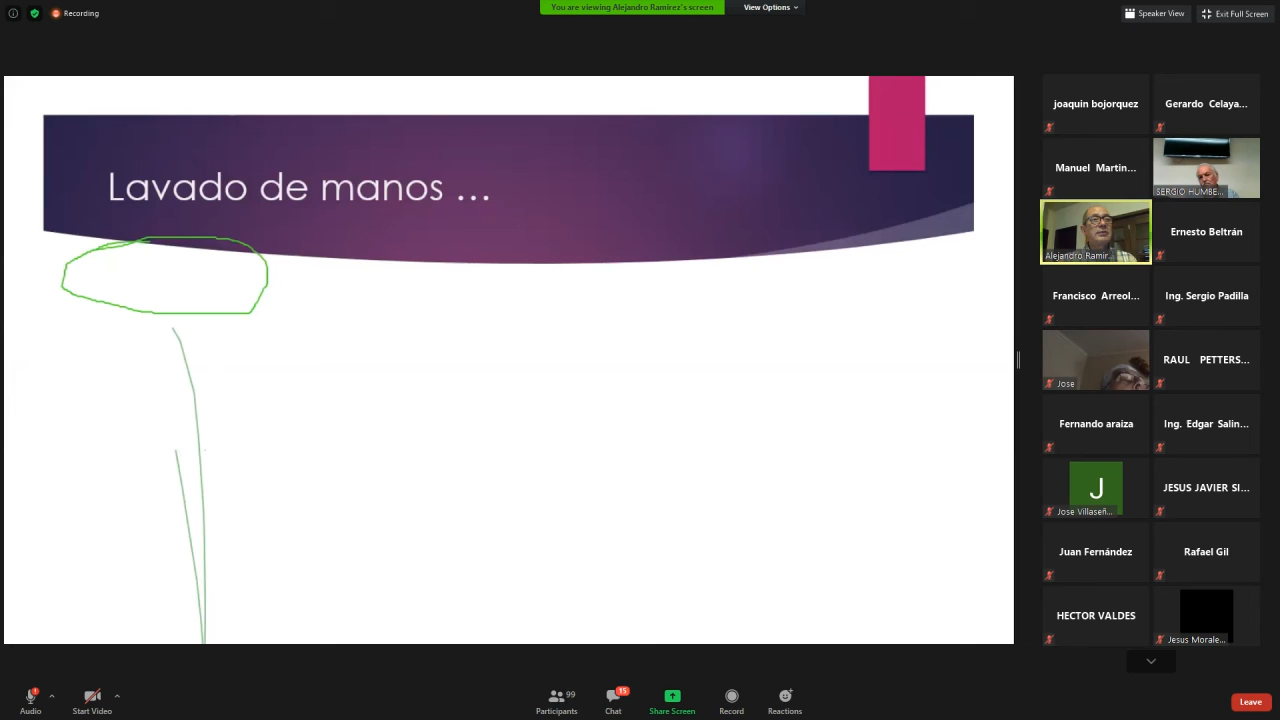 Recording
You are viewing Alejandro Ramirez's screen
View Options
Speaker View
Exit Full Screen
Lavado de manos ...
joaquin bojorquez
Gerardo Celaya...
Manuel Martin...
SERGIO HUMBE...
Alejandro Ramir...
Ernesto Beltrán
Francisco Arreol...
Ing. Sergio Padilla
Jose
RAUL PETTERS...
Fernando araiza
Ing. Edgar Salin...
J
Jose Villaseñ...
JESUS JAVIER SI...
Juan Fernández
Rafael Gil
HECTOR VALDES
Jesus Morale...
Audio
Start Video
99
Participants
15
Chat
Share Screen
Record
Reactions
Leave